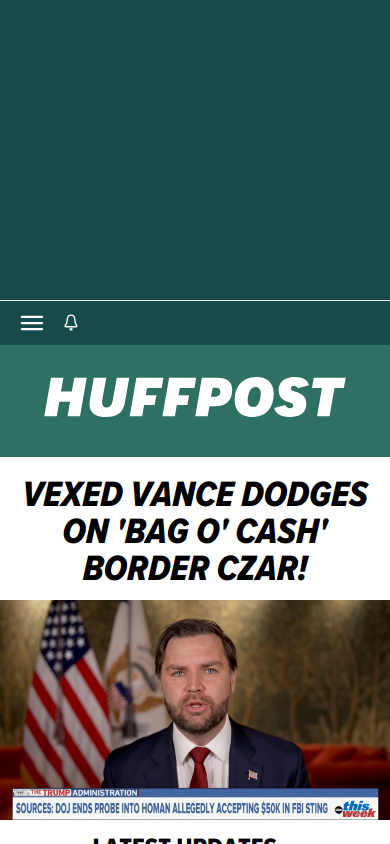 HUFFPOST
VEXED VANCE DODGES
ON 'BAG O' CASH'
BORDER CZAR!
THE TRUMP ADMINISTRATION
SOURCES: DOJ ENDS PROBE INTO HOMAN ALLEGEDLY ACCEPTING $50K IN FBI STING
abc this
week
LATEST UPDATES